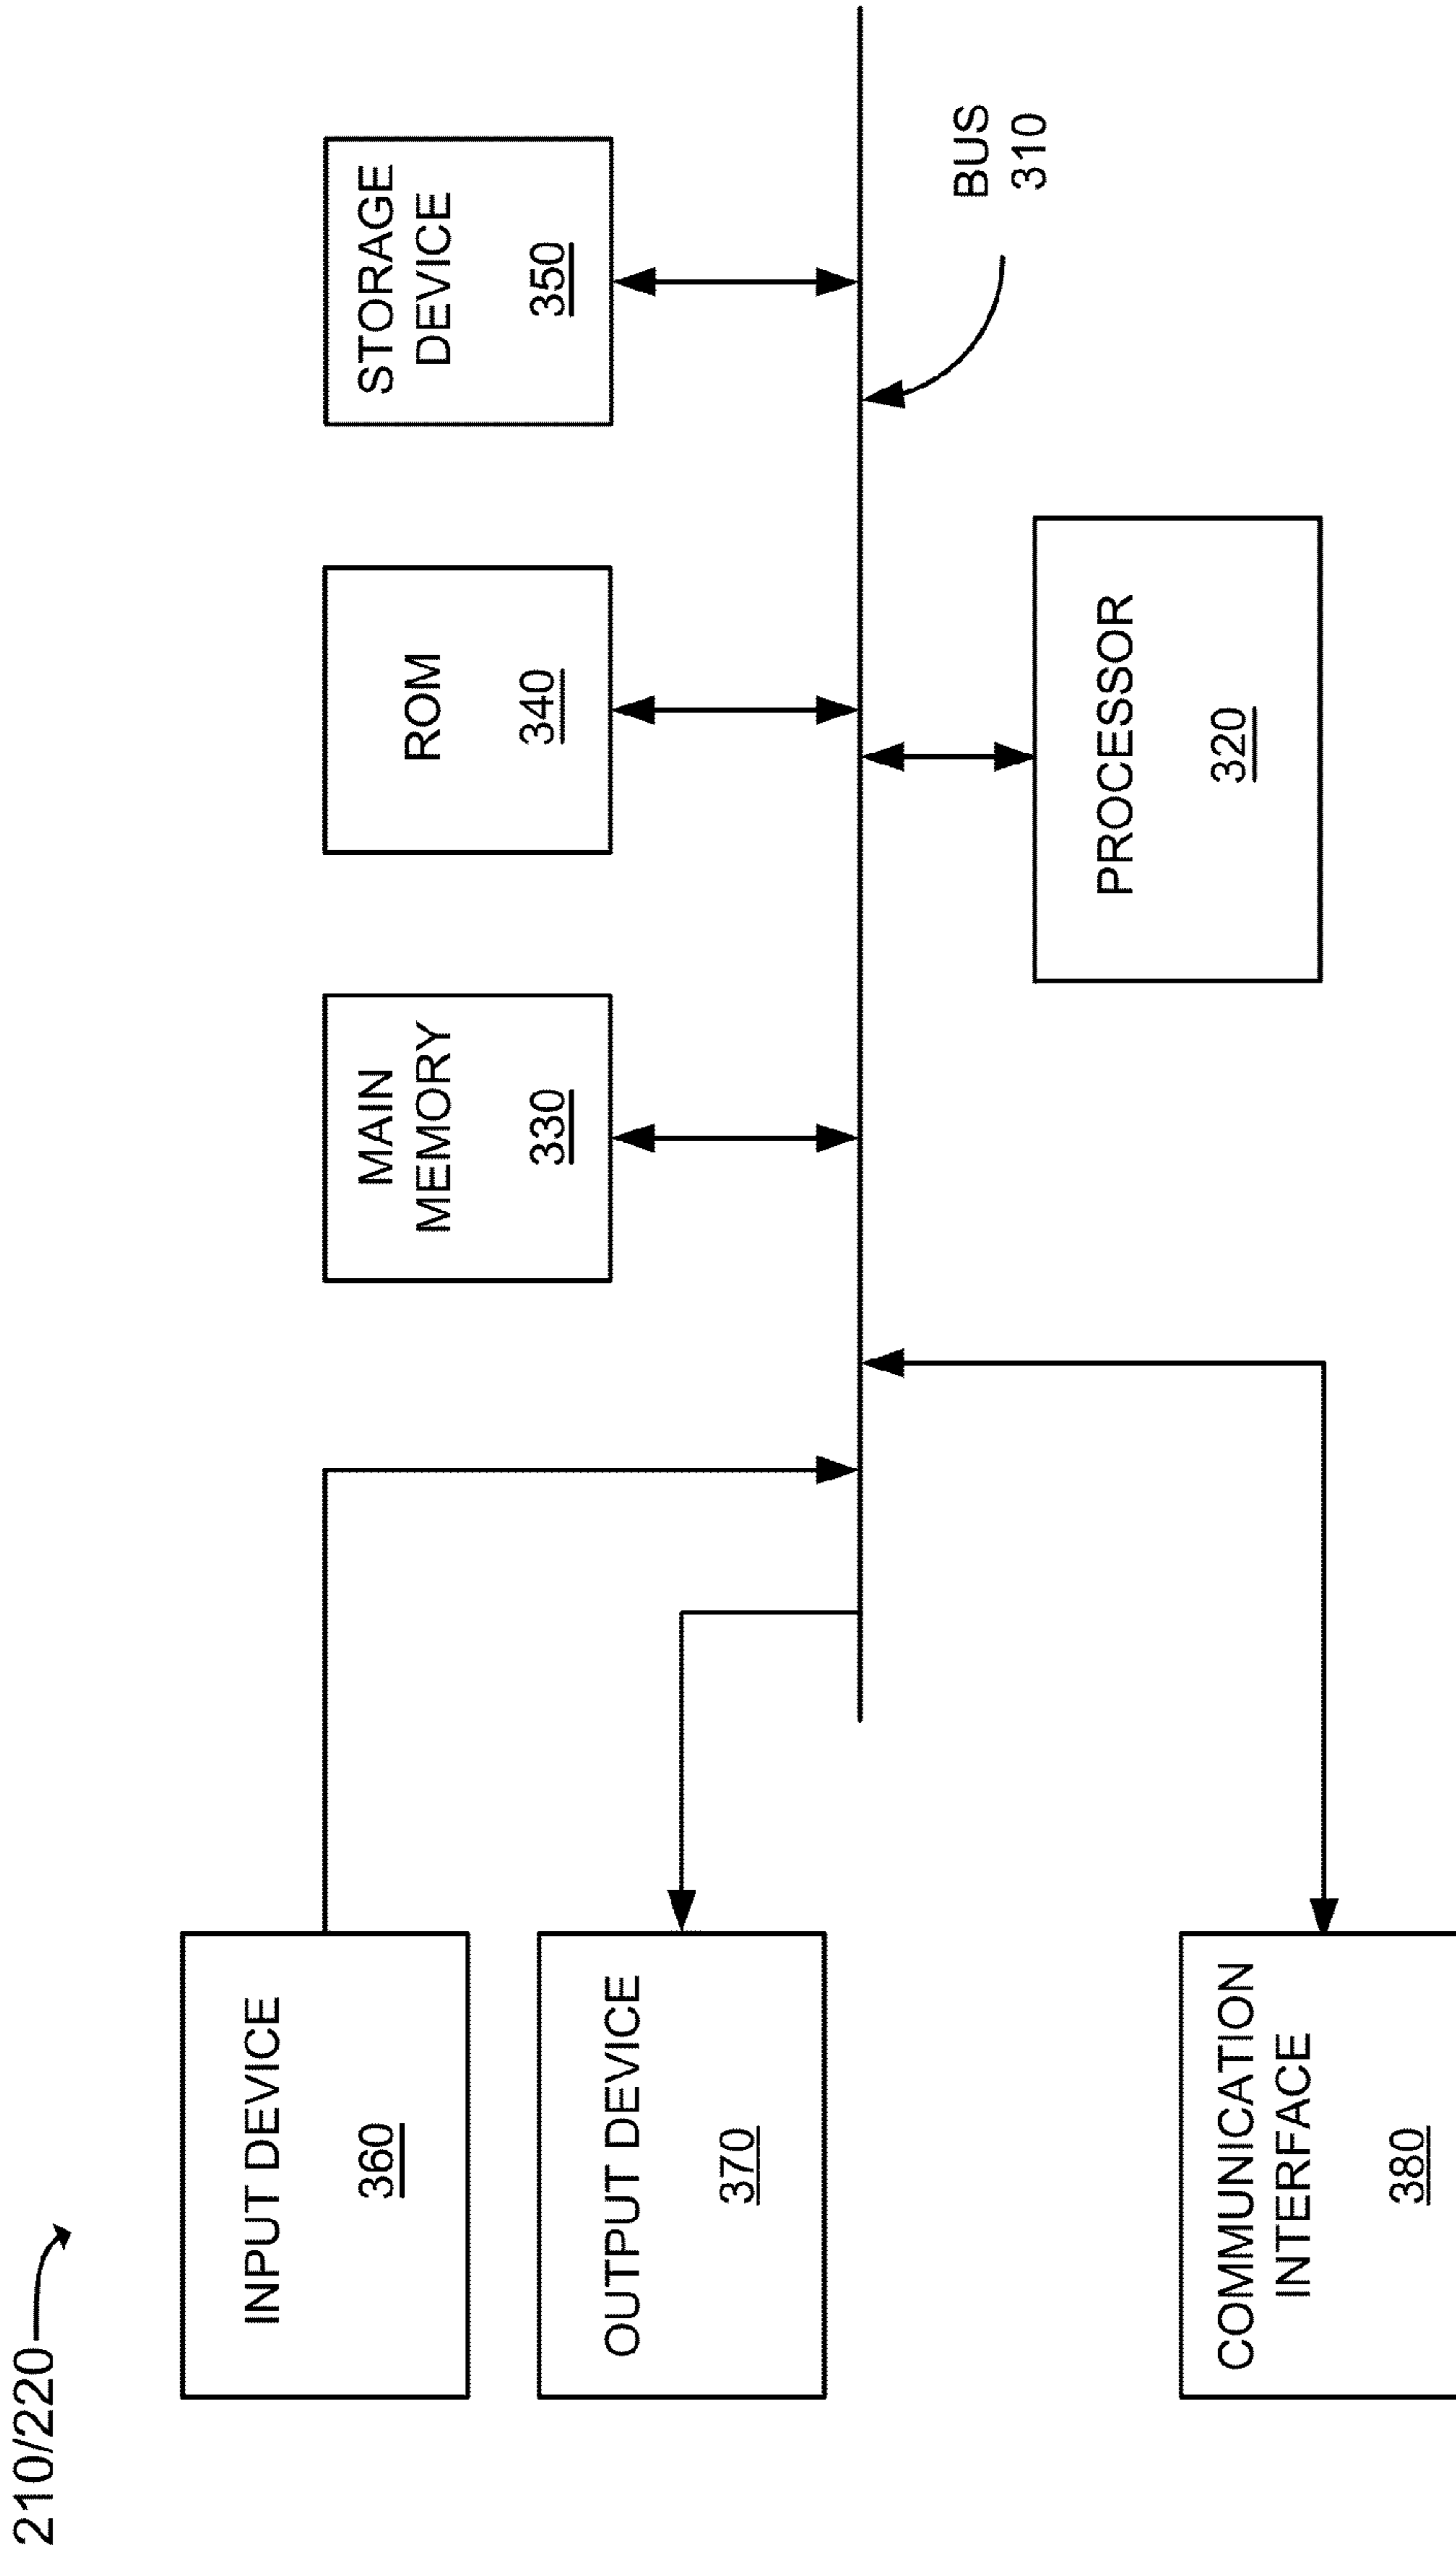 210/220
INPUT DEVICE
360
OUTPUT DEVICE
370
COMMUNICATION
INTERFACE
380
MAIN
MEMORY
330
ROM
340
STORAGE
DEVICE
350
PROCESSOR
320
BUS
310